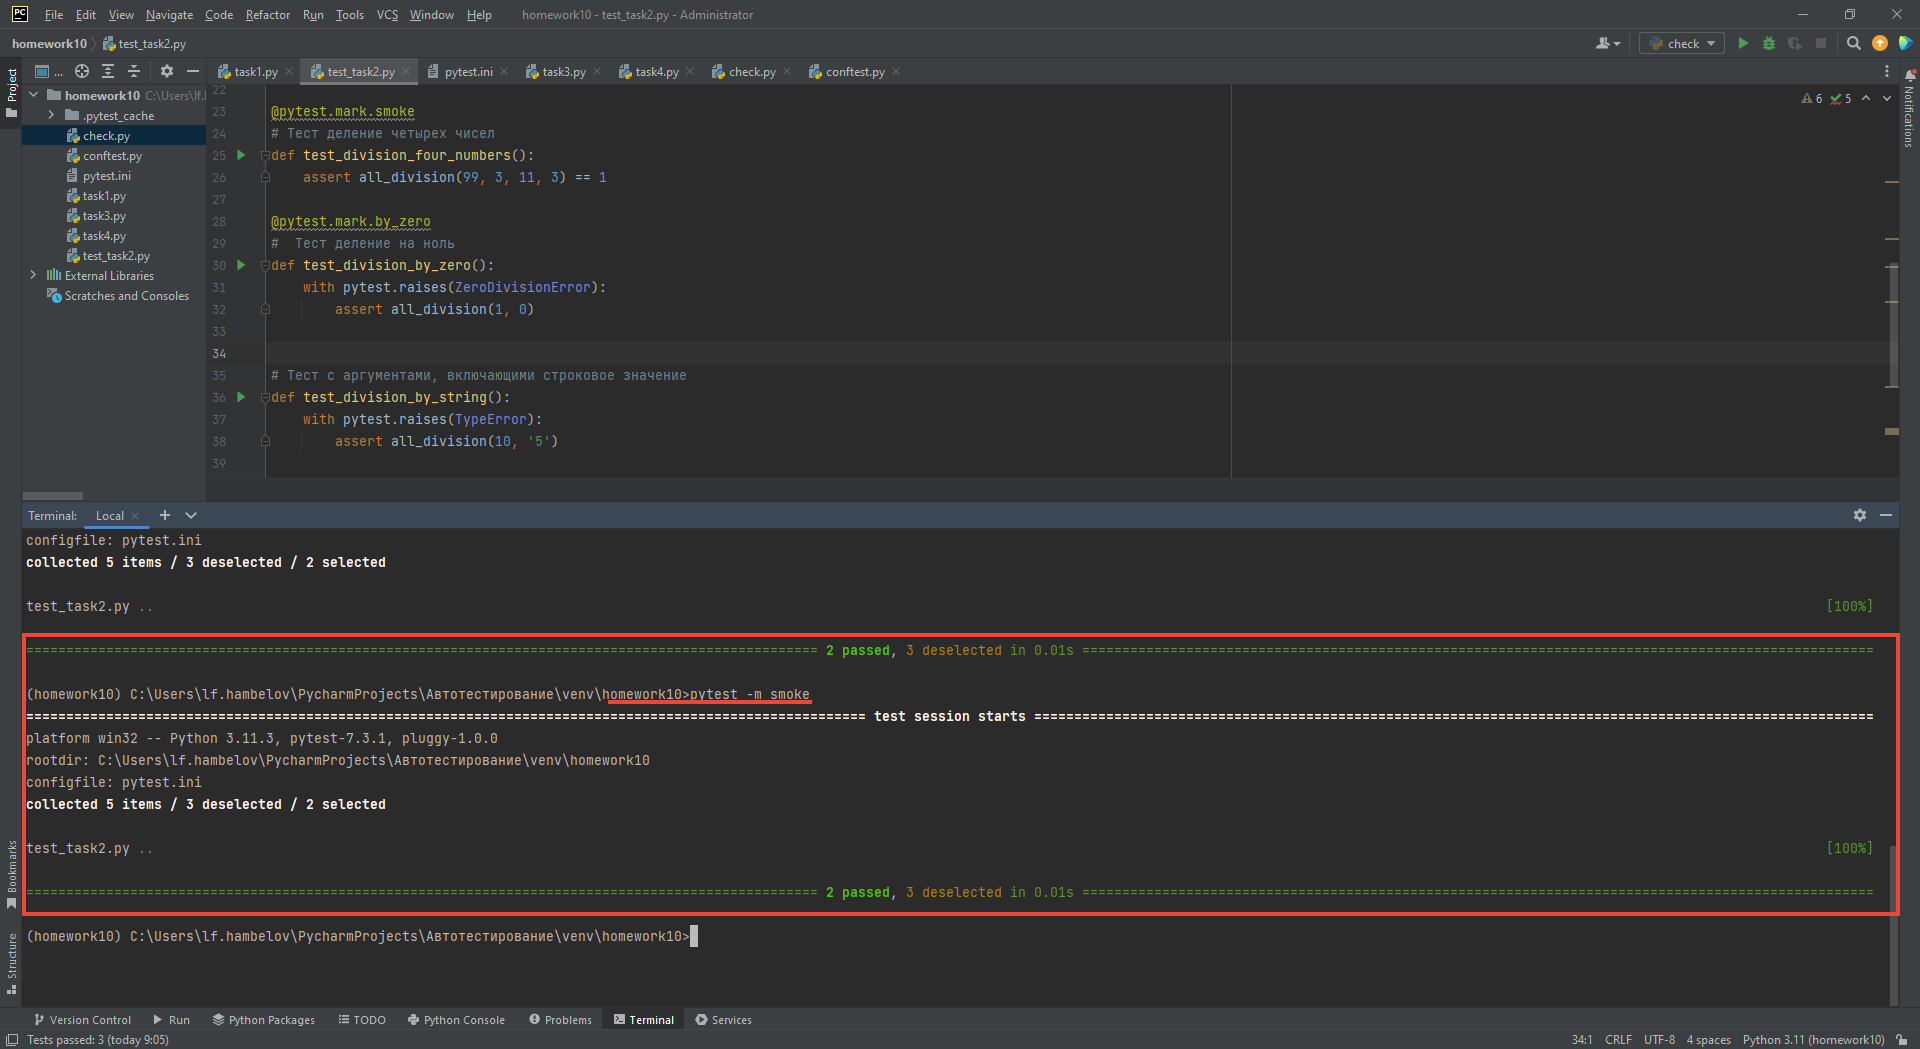 File Edit View Navigate Code Refactor Run Tools VCS Window Help homework10 - test_task2.py - Administrator
homework10 test_task2.py check
Project ... task1.py test_task2.py pytest.ini task3.py task4.py check.py conftest.py
homework10 C:\Users\lf.
.pytest_cache
check.py
conftest.py
pytest.ini
task1.py
task3.py
task4.py
test_task2.py
External Libraries
Scratches and Consoles
22
23 @pytest.mark.smoke
24 # Тест деление четырех чисел
25 def test_division_four_numbers():
26 assert all_division(99, 3, 11, 3) == 1
27
28 @pytest.mark.by_zero
29 #  Тест деление на ноль
30 def test_division_by_zero():
31 with pytest.raises(ZeroDivisionError):
32 assert all_division(1, 0)
33
34
35 # Тест с аргументами, включающими строковое значение
36 def test_division_by_string():
37 with pytest.raises(TypeError):
38 assert all_division(10, '5')
39
6 5
Notifications
Terminal: Local
configfile: pytest.ini
collected 5 items / 3 deselected / 2 selected
test_task2.py .. [100%]
2 passed, 3 deselected in 0.01s
(homework10) C:\Users\lf.hambelov\PycharmProjects\Автотестирование\venv\homework10>pytest -m smoke
test session starts
platform win32 -- Python 3.11.3, pytest-7.3.1, pluggy-1.0.0
rootdir: C:\Users\lf.hambelov\PycharmProjects\Автотестирование\venv\homework10
configfile: pytest.ini
collected 5 items / 3 deselected / 2 selected
test_task2.py .. [100%]
2 passed, 3 deselected in 0.01s
(homework10) C:\Users\lf.hambelov\PycharmProjects\Автотестирование\venv\homework10>
Bookmarks
Structure
Version Control Run Python Packages TODO Python Console Problems Terminal Services
Tests passed: 3 (today 9:05) 34:1 CRLF UTF-8 4 spaces Python 3.11 (homework10)